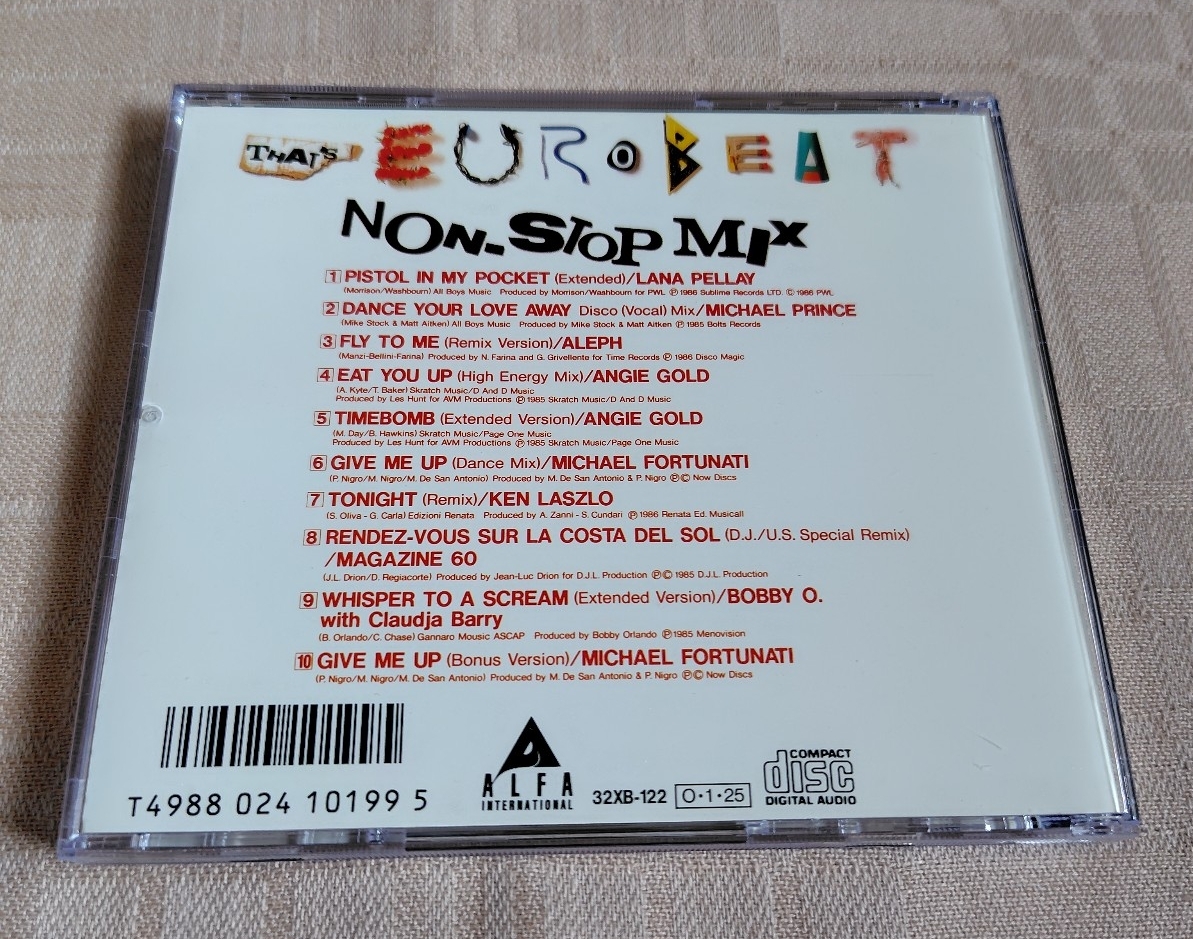 THAT'S EUROBEAT
NON-STOP MIX
1 PISTOL IN MY POCKET (Extended)/LANA PELLAY
(Morrison/Washbourn) All Boys Music Produced by Morrison/Washbourn for PWL Ⓟ 1986 Sublime Records LTD. © 1986 PWL
2 DANCE YOUR LOVE AWAY Disco (Vocal) Mix/MICHAEL PRINCE
(Mike Stock & Matt Aitken) All Boys Music Produced by Mike Stock & Matt Aitken Ⓟ 1985 Bolts Records
3 FLY TO ME (Remix Version)/ALEPH
(Manzi-Bellini-Farina) Produced by N. Farina and G. Grivellente for Time Records Ⓟ 1986 Disco Magic
4 EAT YOU UP (High Energy Mix)/ANGIE GOLD
(A. Kyte/T. Baker) Skratch Music/D And D Music
Produced by Les Hunt for AVM Productions Ⓟ 1985 Skratch Music/D And D Music
5 TIMEBOMB (Extended Version)/ANGIE GOLD
(M. Day/B. Hawkins) Skratch Music/Page One Music
Produced by Les Hunt for AVM Productions Ⓟ 1985 Skratch Music/Page One Music
6 GIVE ME UP (Dance Mix)/MICHAEL FORTUNATI
(P. Nigro/M. Nigro/M. De San Antonio) Produced by M. De San Antonio & P. Nigro Ⓟ© Now Discs
7 TONIGHT (Remix)/KEN LASZLO
(S. Oliva - G. Carla) Edizioni Renata Produced by A. Zanni - S. Cundari Ⓟ 1986 Renata Ed. Musicall
8 RENDEZ-VOUS SUR LA COSTA DEL SOL (D.J./U.S. Special Remix)
/MAGAZINE 60
(J.L. Drion/D. Regiacorte) Produced by Jean-Luc Drion for D.J.L. Production Ⓟ© 1985 D.J.L. Production
9 WHISPER TO A SCREAM (Extended Version)/BOBBY O.
with Claudja Barry
(B. Orlando/C. Chase) Gannaro Mousic ASCAP Produced by Bobby Orlando Ⓟ 1985 Menovision
10 GIVE ME UP (Bonus Version)/MICHAEL FORTUNATI
(P. Nigro/M. Nigro/M. De San Antonio) Produced by M. De San Antonio & P. Nigro Ⓟ© Now Discs
T4988 024 10199 5
ALFA
INTERNATIONAL
32XB-122 O·1·25
COMPACT
disc
DIGITAL AUDIO